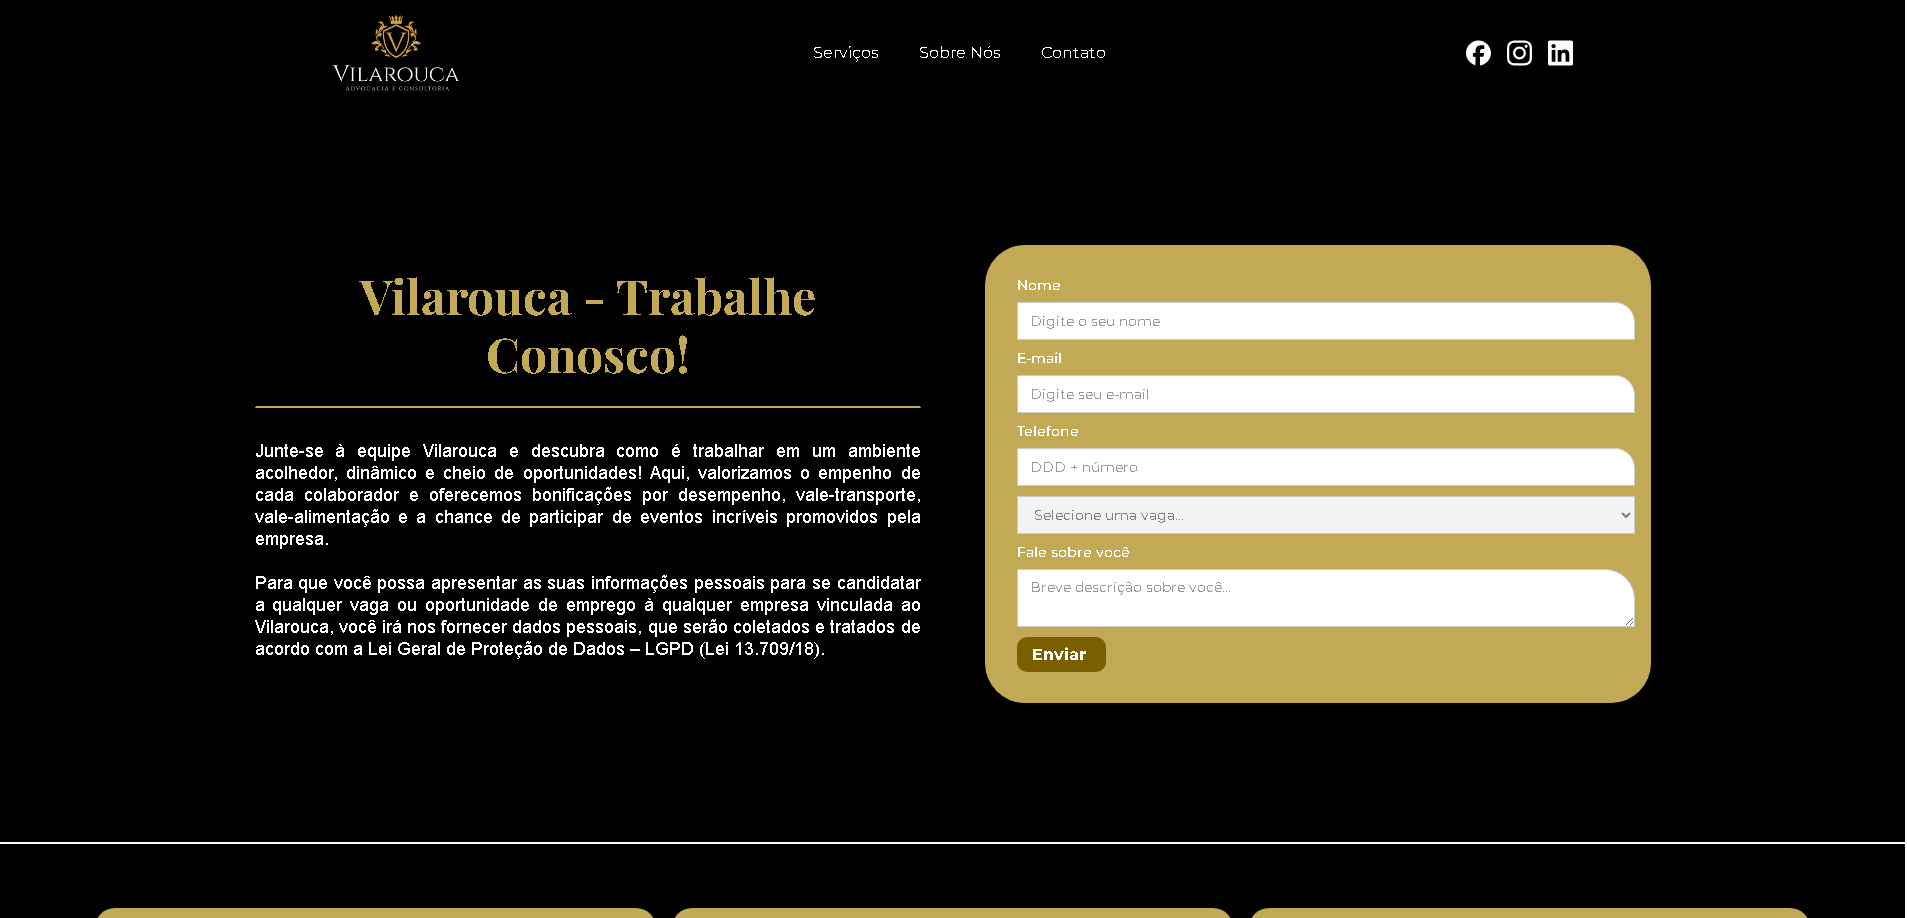 V
VILAROUCA
ADVOCACIA E CONSULTORIA
Serviços
Sobre Nós
Contato
Vilarouca - Trabalhe
Conosco!
Junte-se à equipe Vilarouca e descubra como é trabalhar em um ambiente
acolhedor, dinâmico e cheio de oportunidades! Aqui, valorizamos o empenho de
cada colaborador e oferecemos bonificações por desempenho, vale-transporte,
vale-alimentação e a chance de participar de eventos incríveis promovidos pela
empresa.
Para que você possa apresentar as suas informações pessoais para se candidatar
a qualquer vaga ou oportunidade de emprego à qualquer empresa vinculada ao
Vilarouca, você irá nos fornecer dados pessoais, que serão coletados e tratados de
acordo com a Lei Geral de Proteção de Dados – LGPD (Lei 13.709/18).
Nome
Digite o seu nome
E-mail
Digite seu e-mail
Telefone
DDD + número
Selecione uma vaga...
Fale sobre você
Breve descrição sobre você...
Enviar